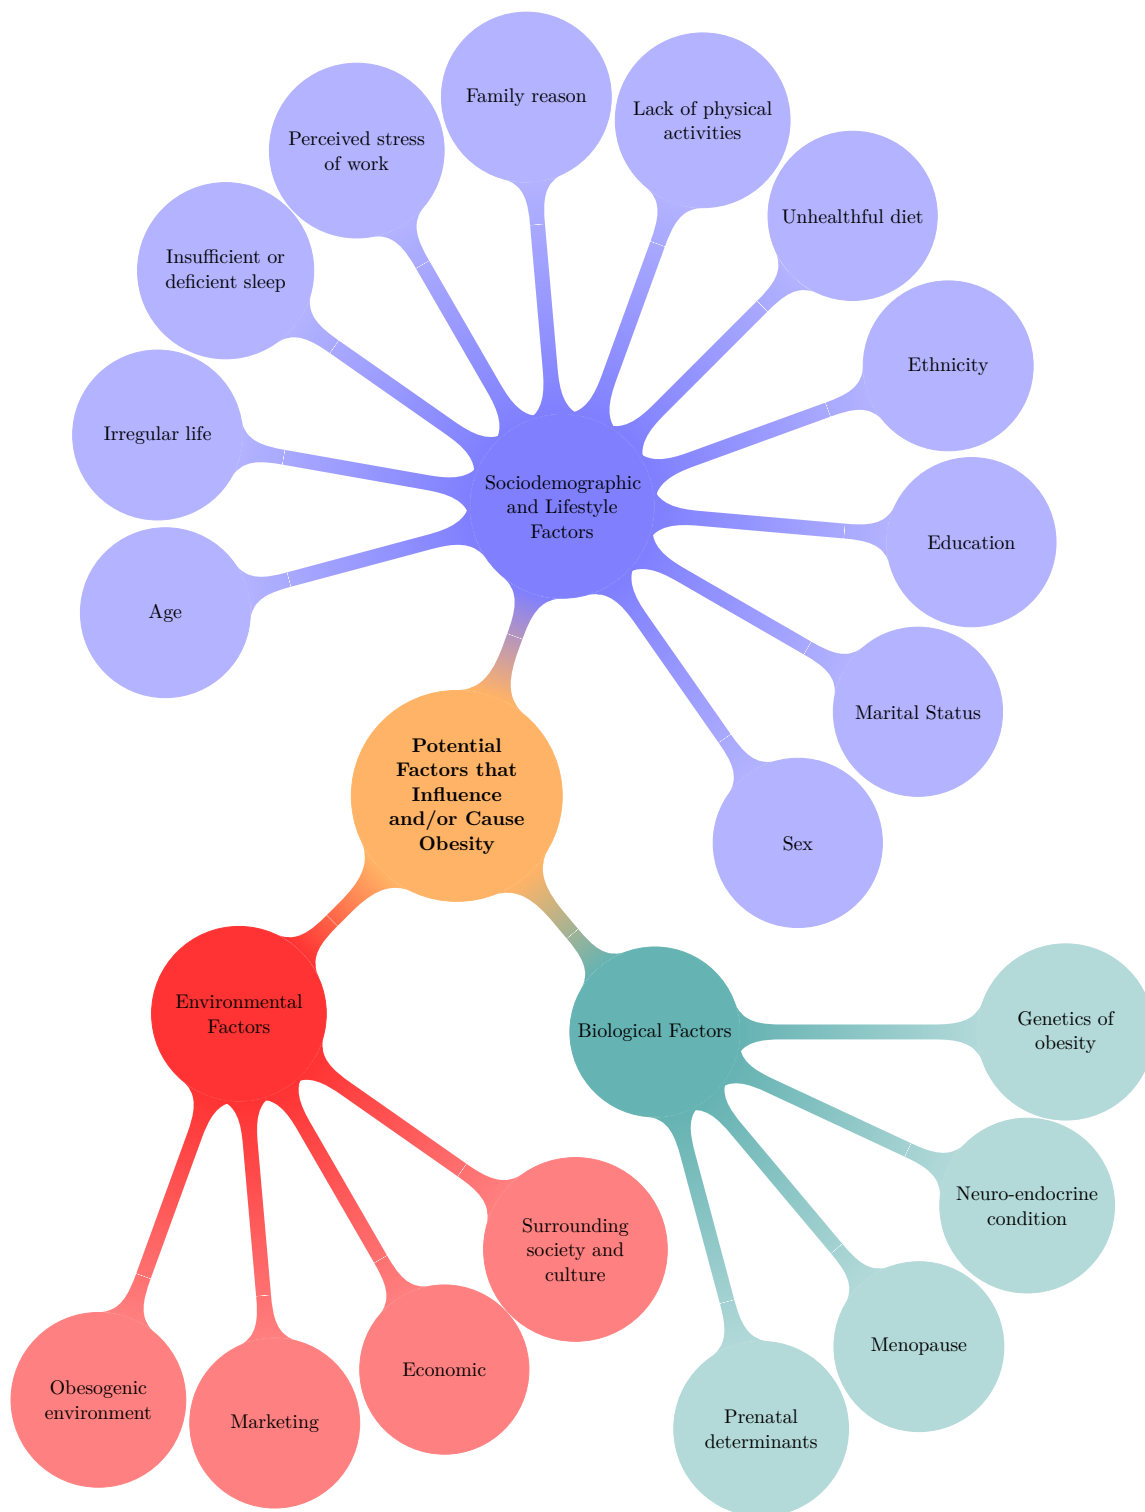 Family reason
Lack of physical
activities
Perceived stress
of work
Unhealthful diet
Insufficient or
deficient sleep
Ethnicity
Irregular life
Sociodemographic
and Lifestyle
Factors
Education
Age
Marital Status
Potential
Factors that
Influence
and/or Cause
Obesity
Sex
Environmental
Factors
Biological Factors
Genetics of
obesity
Neuro-endocrine
condition
Surrounding
society and
culture
Menopause
Economic
Obesogenic
environment
Marketing
Prenatal
determinants